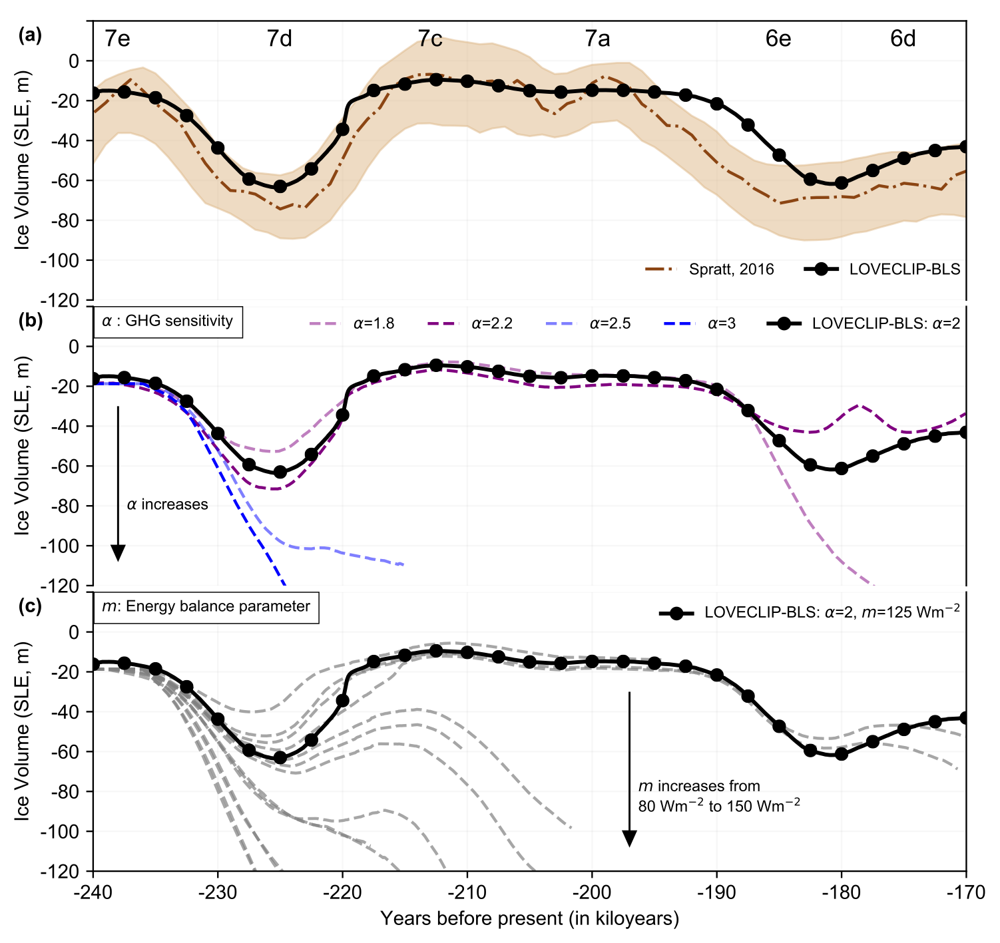 (a)
7e 7d 7c 7a 6e 6d
0
-20
-40
-60
-80
-100
-120
Ice Volume (SLE, m)
Spratt, 2016 LOVECLIP-BLS
(b)
α : GHG sensitivity
α=1.8 α=2.2 α=2.5 α=3 LOVECLIP-BLS: α=2
0
-20
-40
-60
-80
-100
-120
Ice Volume (SLE, m)
α increases
(c)
m: Energy balance parameter
LOVECLIP-BLS: α=2, m=125 Wm⁻²
0
-20
-40
-60
-80
-100
-120
Ice Volume (SLE, m)
m increases from
80 Wm⁻² to 150 Wm⁻²
-240 -230 -220 -210 -200 -190 -180 -170
Years before present (in kiloyears)